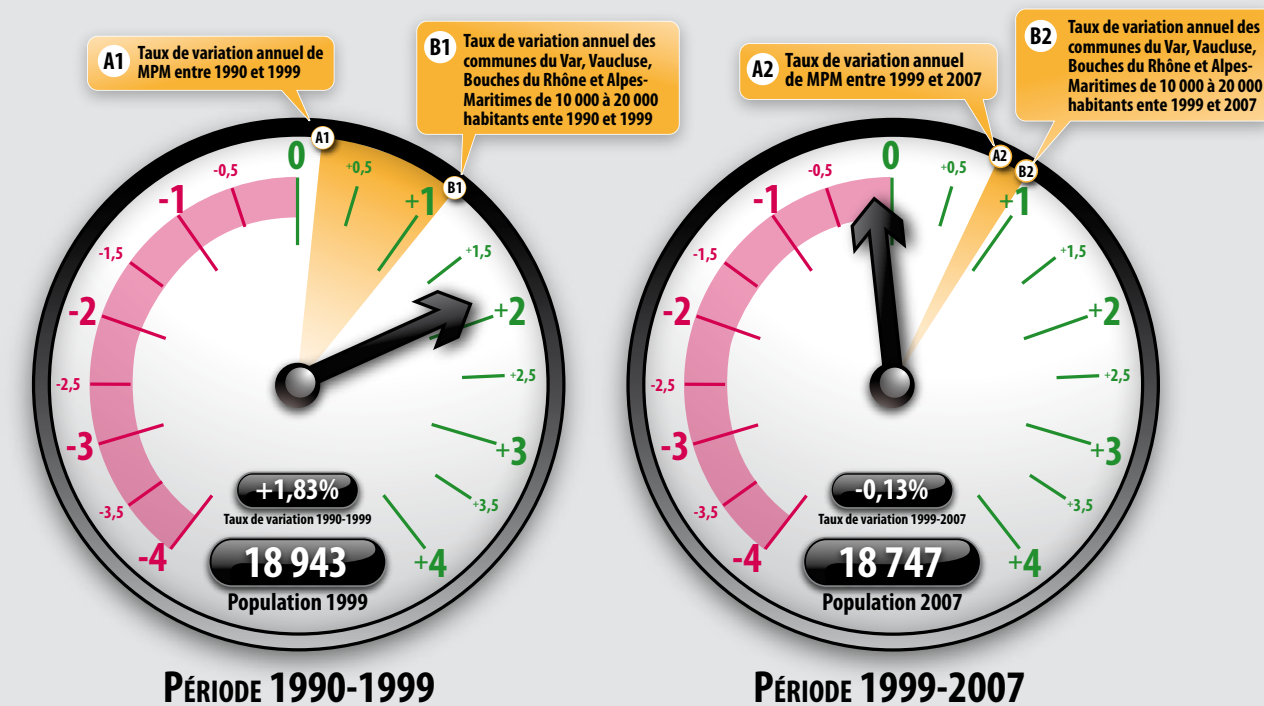 A1
Taux de variation annuel de
MPM entre 1990 et 1999
B1
Taux de variation annuel des
communes du Var, Vaucluse,
Bouches du Rhône et Alpes-
Maritimes de 10 000 à 20 000
habitants ente 1990 et 1999
A1
B1
0
+0,5
+1
+1,5
+2
+2,5
+3
+3,5
+4
-0,5
-1
-1,5
-2
-2,5
-3
-3,5
-4
+1,83%
Taux de variation 1990-1999
18 943
Population 1999
PÉRIODE 1990-1999
A2
Taux de variation annuel
de MPM entre 1999 et 2007
B2
Taux de variation annuel des
communes du Var, Vaucluse,
Bouches du Rhône et Alpes-
Maritimes de 10 000 à 20 000
habitants ente 1999 et 2007
A2
B2
0
+0,5
+1
+1,5
+2
+2,5
+3
+3,5
+4
-0,5
-1
-1,5
-2
-2,5
-3
-3,5
-4
-0,13%
Taux de variation 1999-2007
18 747
Population 2007
PÉRIODE 1999-2007